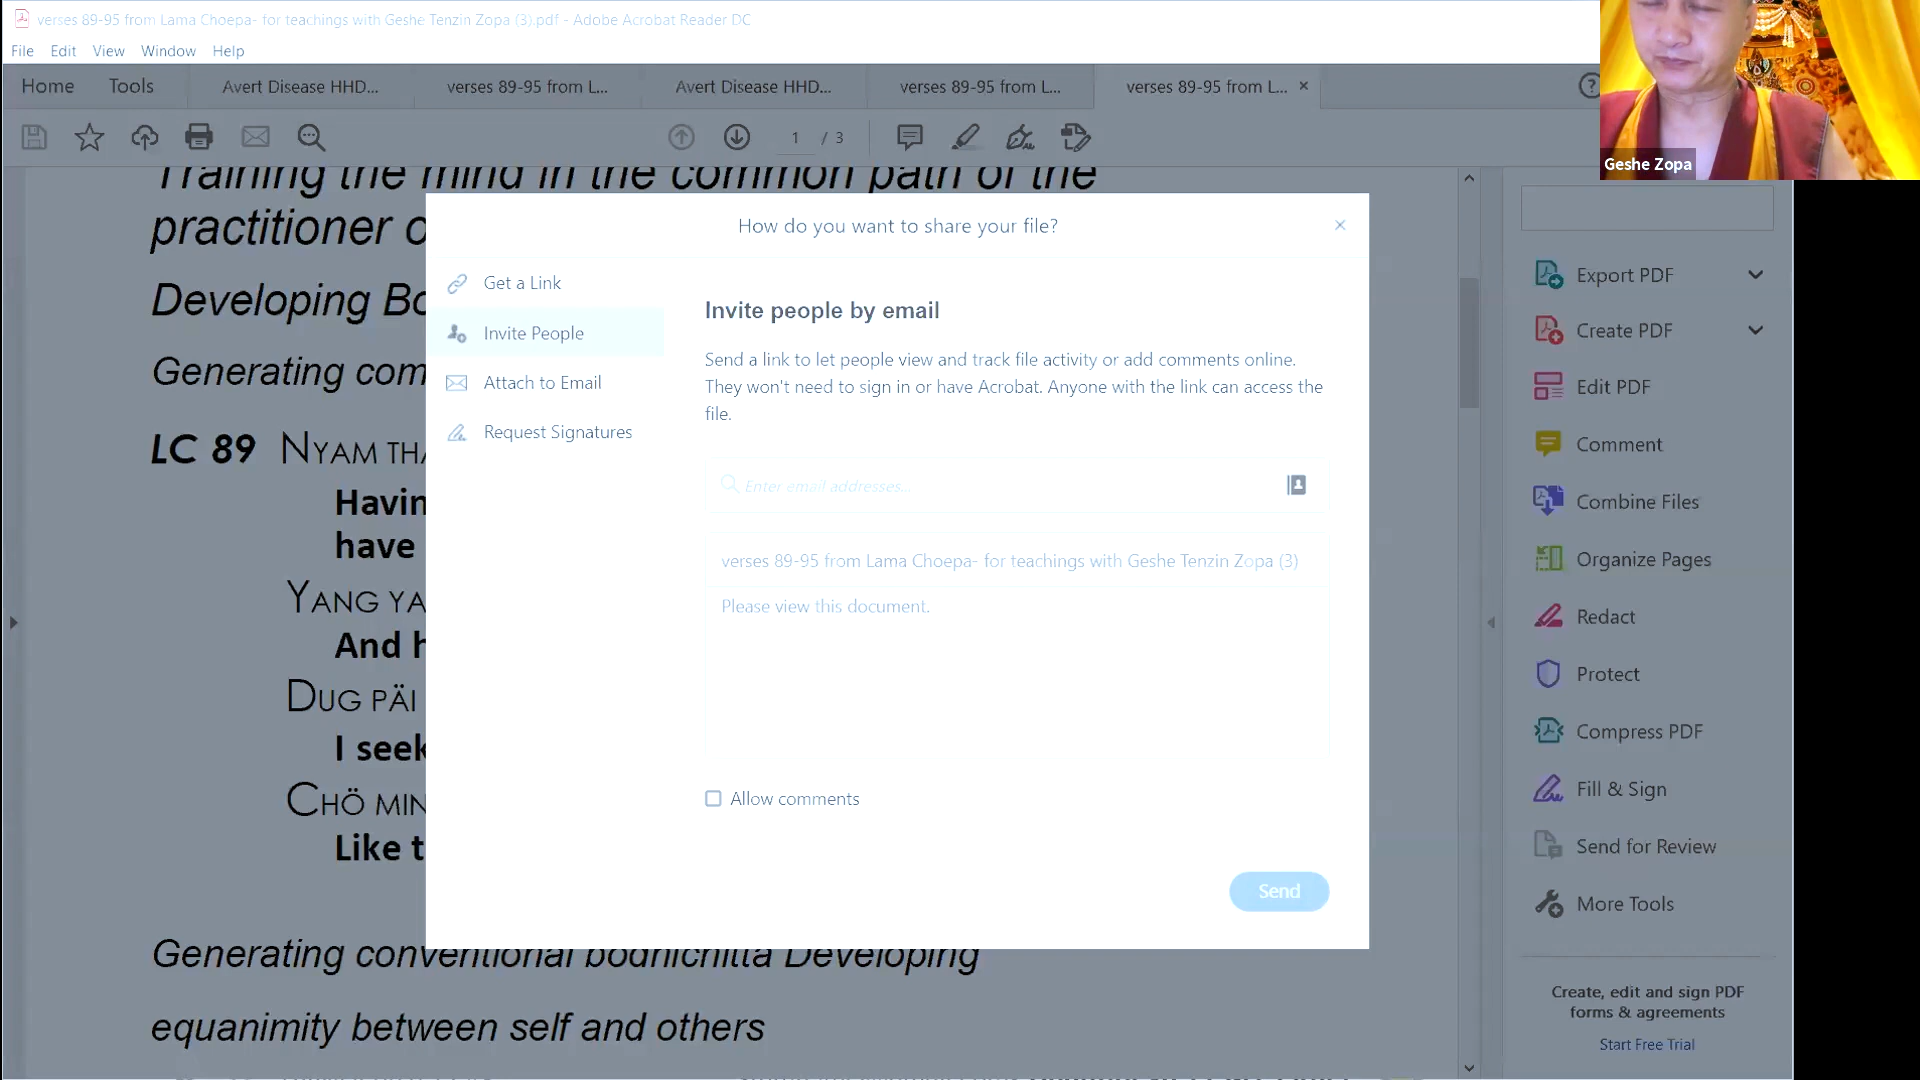 verses 89-95 from Lama Choepa- for teachings with Geshe Tenzin Zopa (3).pdf - Adobe Acrobat Reader DC
File Edit View Window Help
Home Tools Avert Disease HHD... verses 89-95 from L... Avert Disease HHD... verses 89-95 from L... verses 89-95 from L...
1 / 3
Geshe Zopa
Training the mind in the common path of the
practitioner
Developing
Generating
LC 89 NYAM
Havin
have
YANG
And
DUG PÄI
I seek
CHÖ
Like
Generating conventional bodhichitta Developing
equanimity between self and others
How do you want to share your file?
Get a Link
Invite People
Attach to Email
Request Signatures
Invite people by email
Send a link to let people view and track file activity or add comments online.
They won't need to sign in or have Acrobat. Anyone with the link can access the
file.
Enter email addresses...
verses 89-95 from Lama Choepa- for teachings with Geshe Tenzin Zopa (3)
Please view this document.
Allow comments
Send
Export PDF
Create PDF
Edit PDF
Comment
Combine Files
Organize Pages
Redact
Protect
Compress PDF
Fill & Sign
Send for Review
More Tools
Create, edit and sign PDF
forms & agreements
Start Free Trial